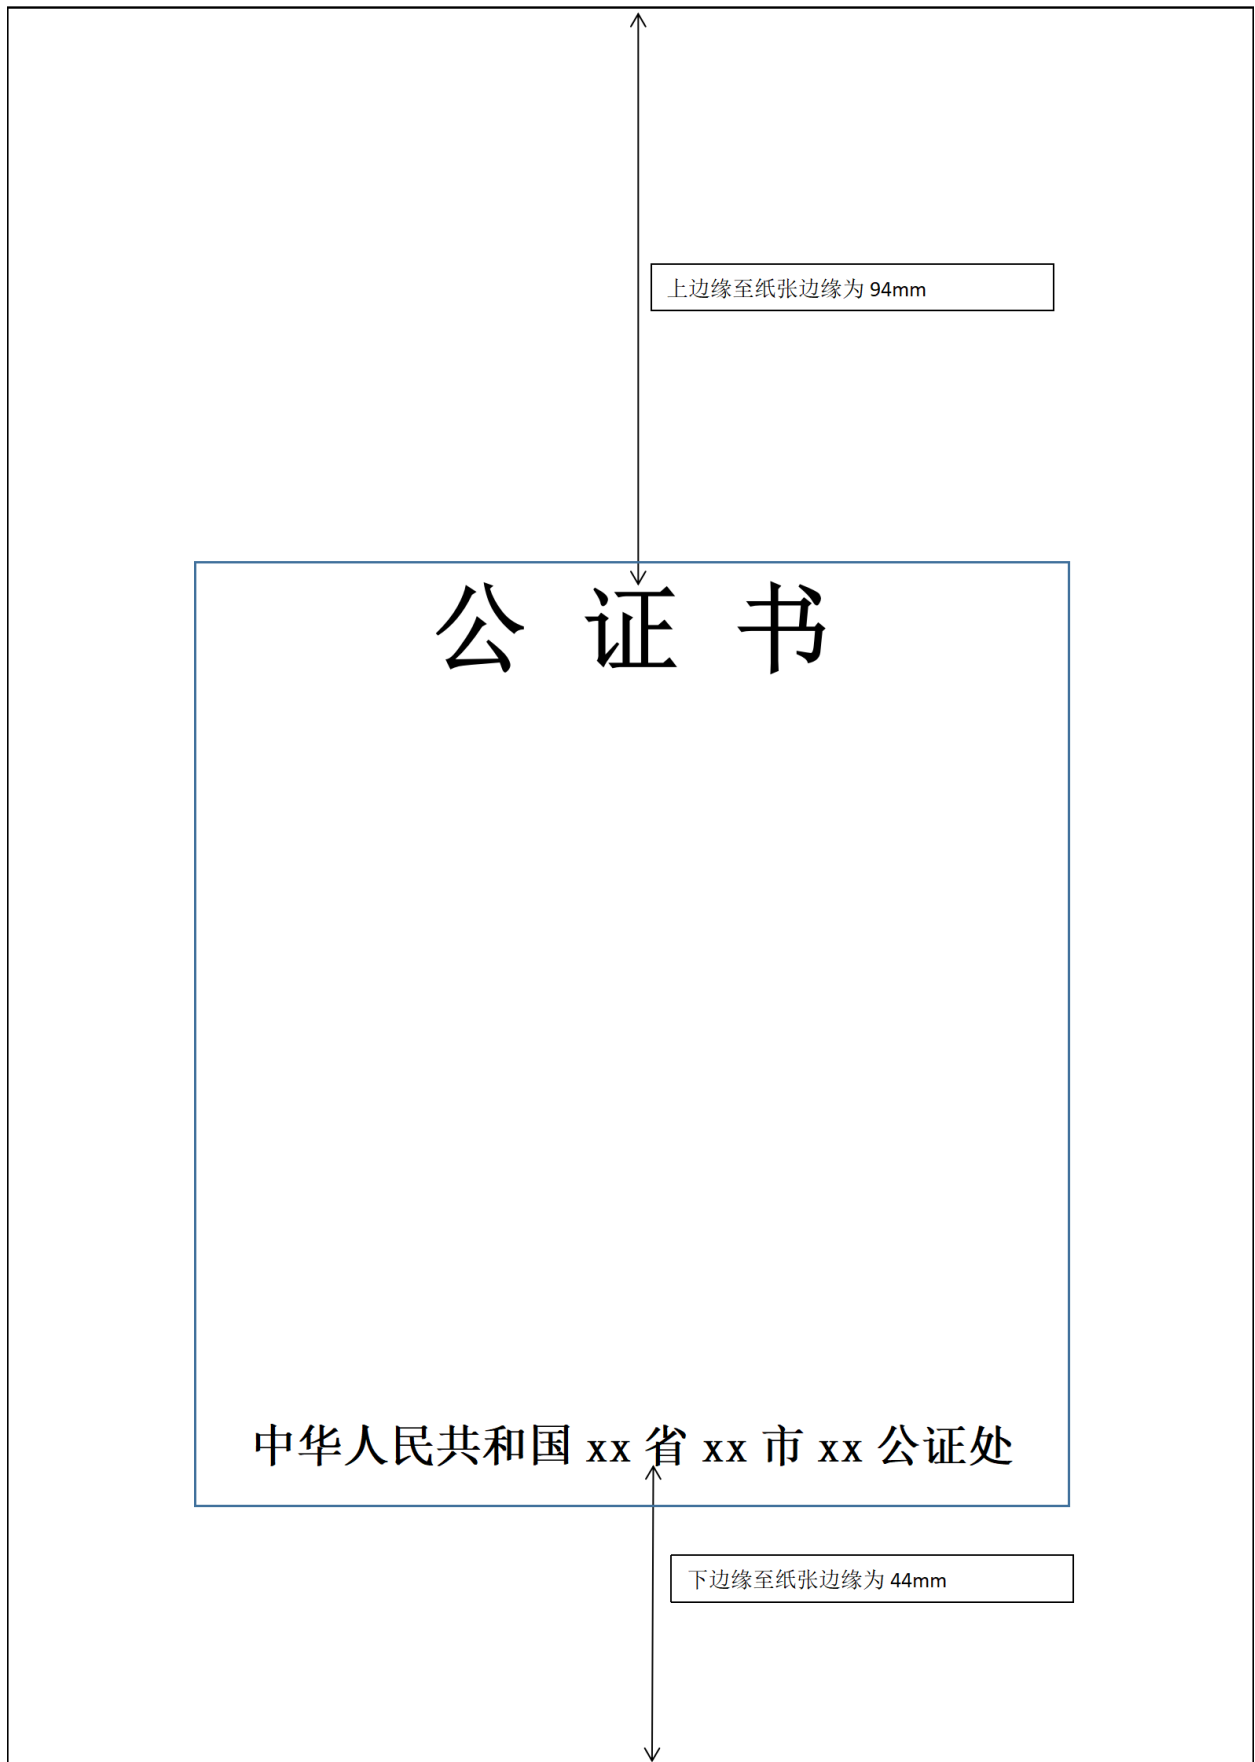 上边缘至纸张边缘为 94mm
公 证 书
中华人民共和国 xx 省 xx 市 xx 公证处
下边缘至纸张边缘为 44mm